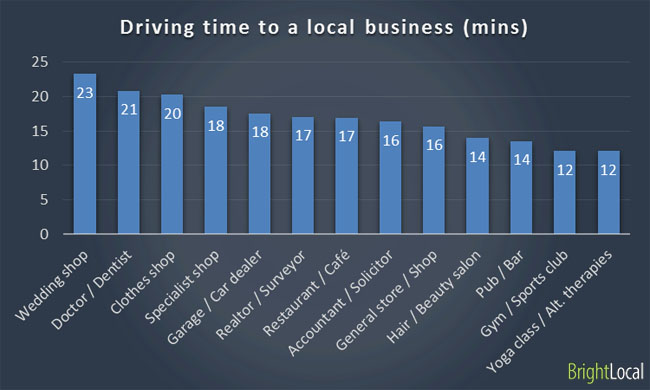 Driving time to a local business (mins)
25
20
15
10
5
0
23
21
20
18
18
17
17
16
16
14
14
12
12
Wedding shop
Doctor / Dentist
Clothes shop
Specialist shop
Garage / Car dealer
Realtor / Surveyor
Restaurant / Café
Accountant / Solicitor
General store / Shop
Hair / Beauty salon
Pub / Bar
Gym / Sports club
Yoga class / Alt. therapies
BrightLocal